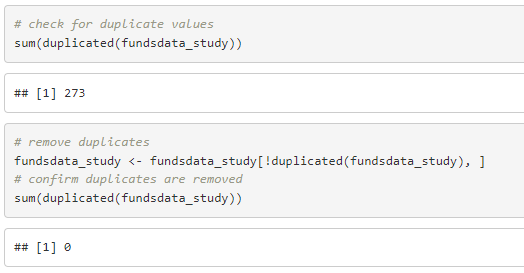 # check for duplicate values
sum(duplicated(fundsdata_study))
## [1] 273
# remove duplicates
fundsdata_study <- fundsdata_study[!duplicated(fundsdata_study), ]
# confirm duplicates are removed
sum(duplicated(fundsdata_study))
## [1] 0